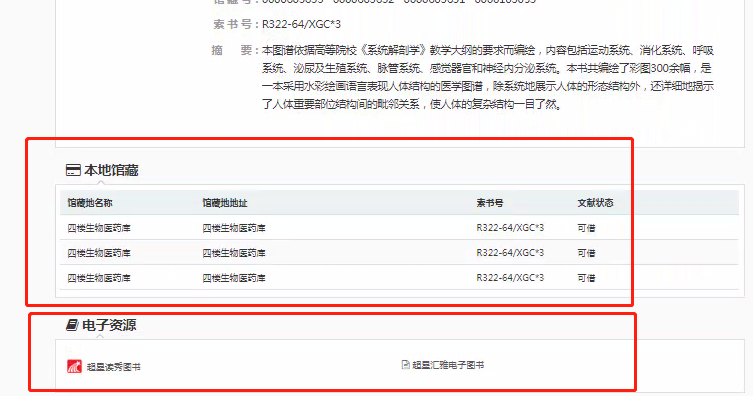 索书号：R322-64/XGC*3
摘　要：本图谱依据高等院校《系统解剖学》教学大纲的要求而编绘，内容包括运动系统、消化系统、呼吸
系统、泌尿及生殖系统、脉管系统、感觉器官和神经内分泌系统。本书共编绘了彩图300余幅，是
一本采用水彩绘画语言表现人体结构的医学图谱，除系统地展示人体的形态结构外，还详细地揭示
了人体重要部位结构间的毗邻关系，使人体的复杂结构一目了然。
本地馆藏
馆藏地名称 馆藏地地址 索书号 文献状态
四楼生物医药库 四楼生物医药库 R322-64/XGC*3 可借
四楼生物医药库 四楼生物医药库 R322-64/XGC*3 可借
四楼生物医药库 四楼生物医药库 R322-64/XGC*3 可借
电子资源
超星读秀图书 超星汇雅电子图书